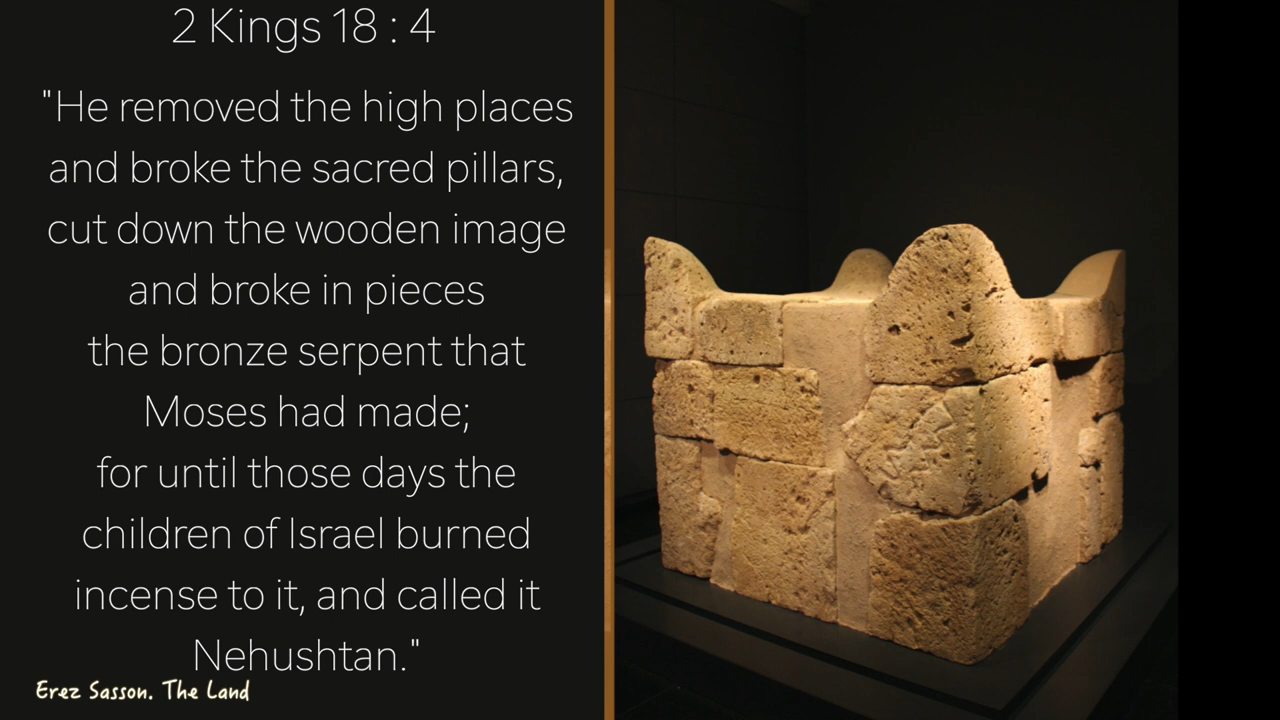 2 Kings 18 : 4
"He removed the high places
and broke the sacred pillars,
cut down the wooden image
and broke in pieces
the bronze serpent that
Moses had made;
for until those days the
children of Israel burned
incense to it, and called it
Nehushtan."
Erez Sasson. The Land